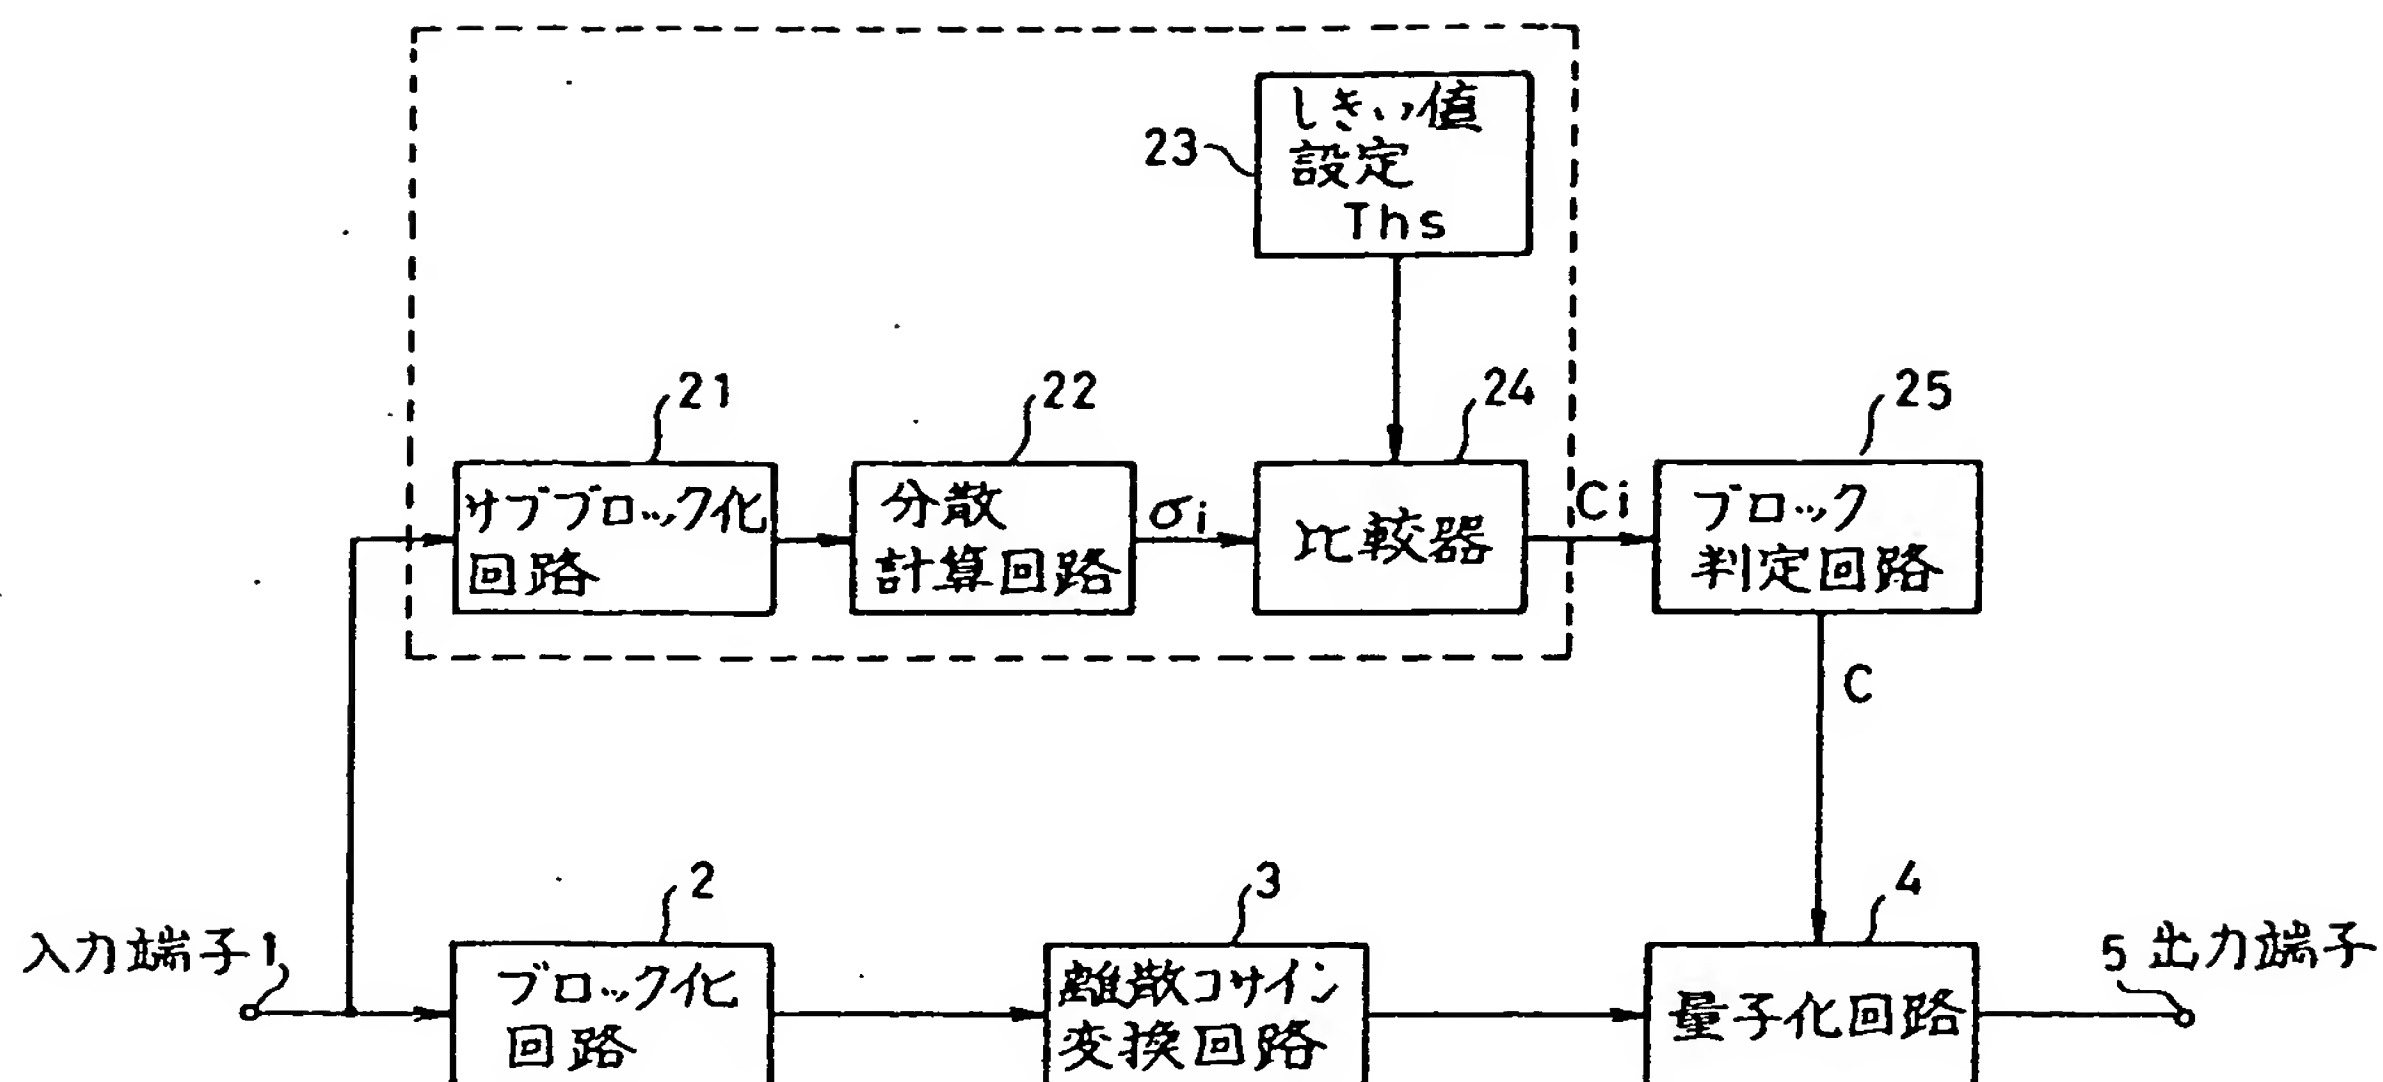 しきい値
設定
Ths
23
21
22
24
25
サブブロック化
回路
分散
計算回路
σi
比較器
Ci
ブロック
判定回路
C
2
3
4
入力端子1
ブロック化
回路
離散コサイン
変換回路
量子化回路
5 出力端子